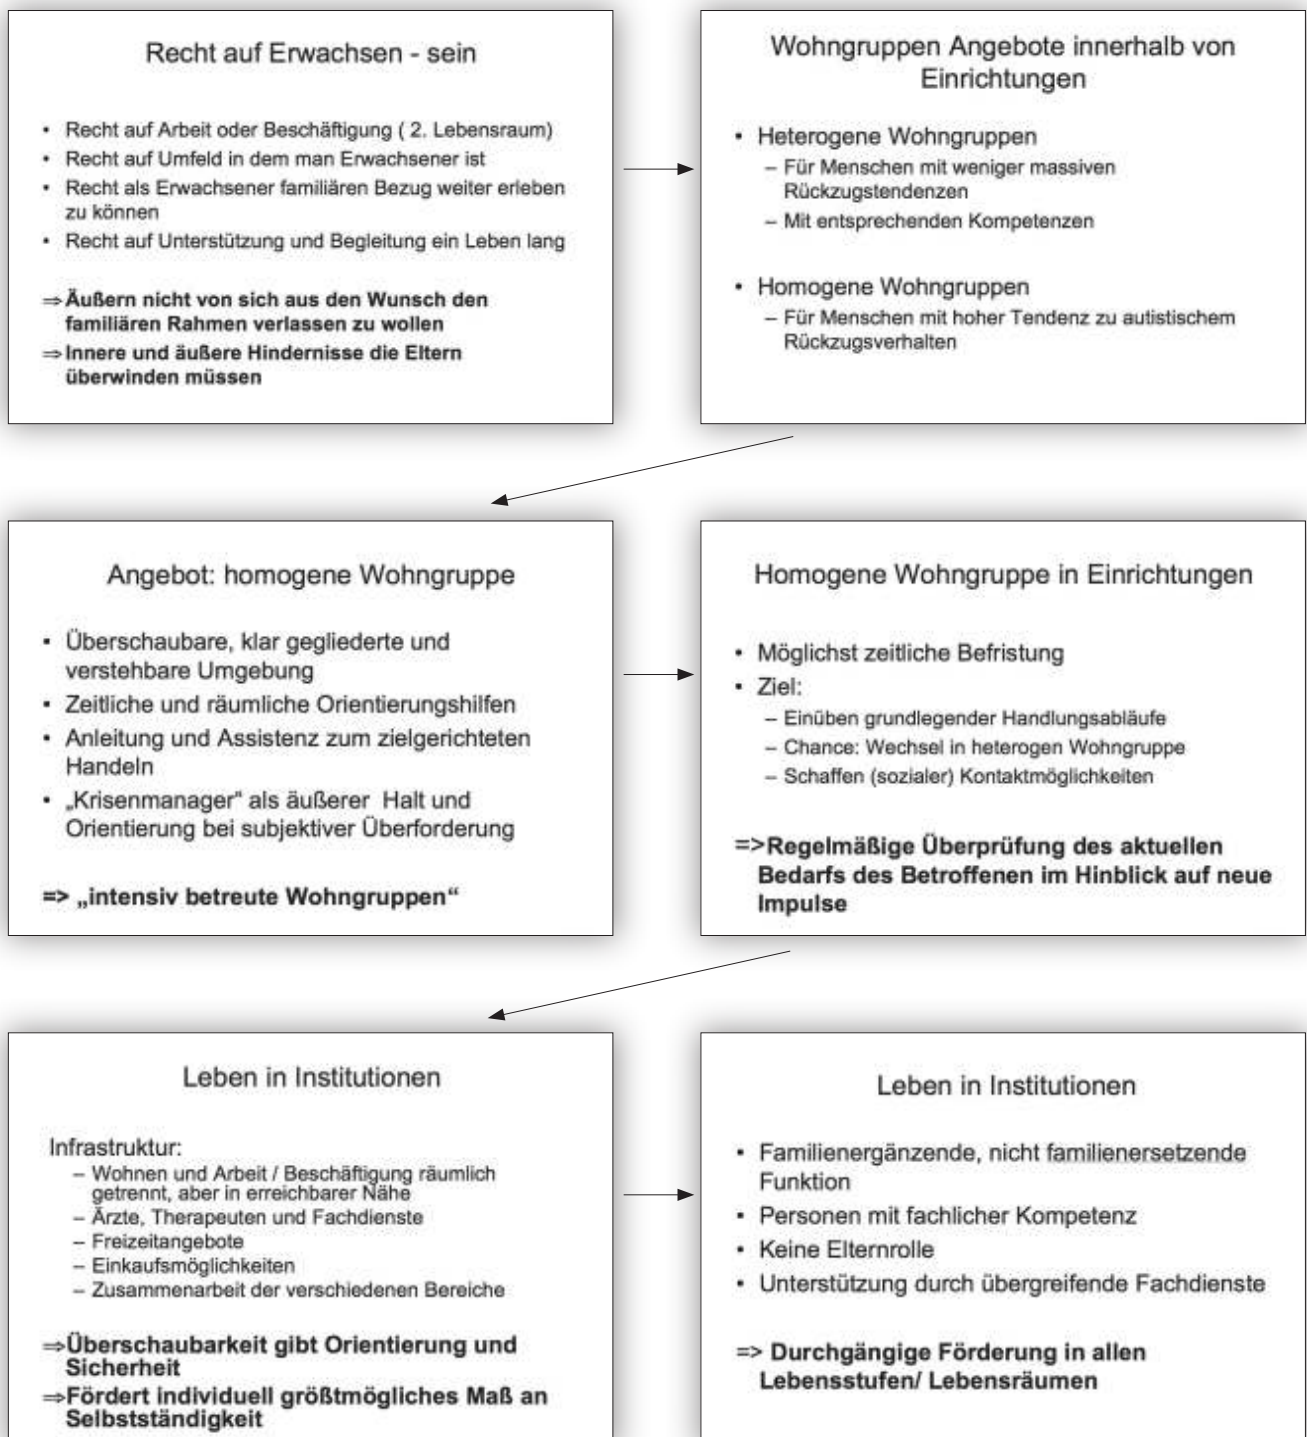 Recht auf Erwachsen - sein
• Recht auf Arbeit oder Beschäftigung ( 2. Lebensraum)
• Recht auf Umfeld in dem man Erwachsener ist
• Recht als Erwachsener familiären Bezug weiter erleben
zu können
• Recht auf Unterstützung und Begleitung ein Leben lang
⇒Äußern nicht von sich aus den Wunsch den
familiären Rahmen verlassen zu wollen
⇒Innere und äußere Hindernisse die Eltern
überwinden müssen
Wohngruppen Angebote innerhalb von
Einrichtungen
• Heterogene Wohngruppen
– Für Menschen mit weniger massiven
Rückzugstendenzen
– Mit entsprechenden Kompetenzen
• Homogene Wohngruppen
– Für Menschen mit hoher Tendenz zu autistischem
Rückzugsverhalten
Angebot: homogene Wohngruppe
• Überschaubare, klar gegliederte und
verstehbare Umgebung
• Zeitliche und räumliche Orientierungshilfen
• Anleitung und Assistenz zum zielgerichteten
Handeln
• „Krisenmanager“ als äußerer Halt und
Orientierung bei subjektiver Überforderung
=> „intensiv betreute Wohngruppen“
Homogene Wohngruppe in Einrichtungen
• Möglichst zeitliche Befristung
• Ziel:
– Einüben grundlegender Handlungsabläufe
– Chance: Wechsel in heterogen Wohngruppe
– Schaffen (sozialer) Kontaktmöglichkeiten
=>Regelmäßige Überprüfung des aktuellen
Bedarfs des Betroffenen im Hinblick auf neue
Impulse
Leben in Institutionen
Infrastruktur:
– Wohnen und Arbeit / Beschäftigung räumlich
getrennt, aber in erreichbarer Nähe
– Ärzte, Therapeuten und Fachdienste
– Freizeitangebote
– Einkaufsmöglichkeiten
– Zusammenarbeit der verschiedenen Bereiche
⇒Überschaubarkeit gibt Orientierung und
Sicherheit
⇒Fördert individuell größtmögliches Maß an
Selbstständigkeit
Leben in Institutionen
• Familienergänzende, nicht familienersetzende
Funktion
• Personen mit fachlicher Kompetenz
• Keine Elternrolle
• Unterstützung durch übergreifende Fachdienste
=> Durchgängige Förderung in allen
Lebensstufen/ Lebensräumen